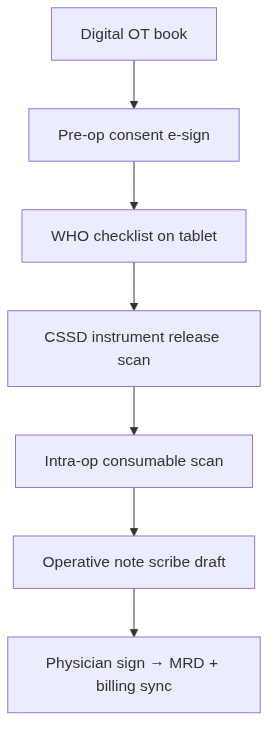 Digital OT book
Pre-op consent e-sign
WHO checklist on tablet
CSSD instrument release
scan
Intra-op consumable scan
Operative note scribe draft
Physician sign → MRD +
billing sync